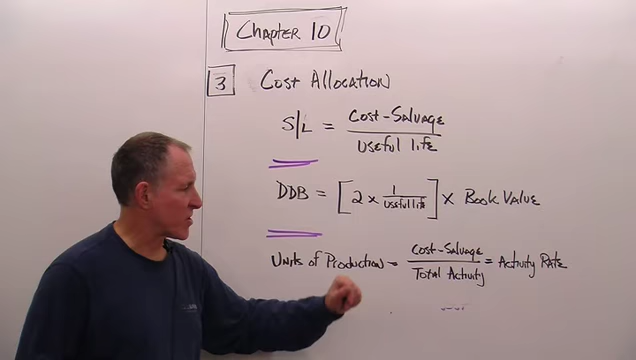 Chapter 10
3 Cost Allocation
S/L = Cost-Salvage / Useful life
DDB = [2 x 1 / Useful life] x Book Value
Units of Production = Cost-Salvage / Total Activity = Activity Rate